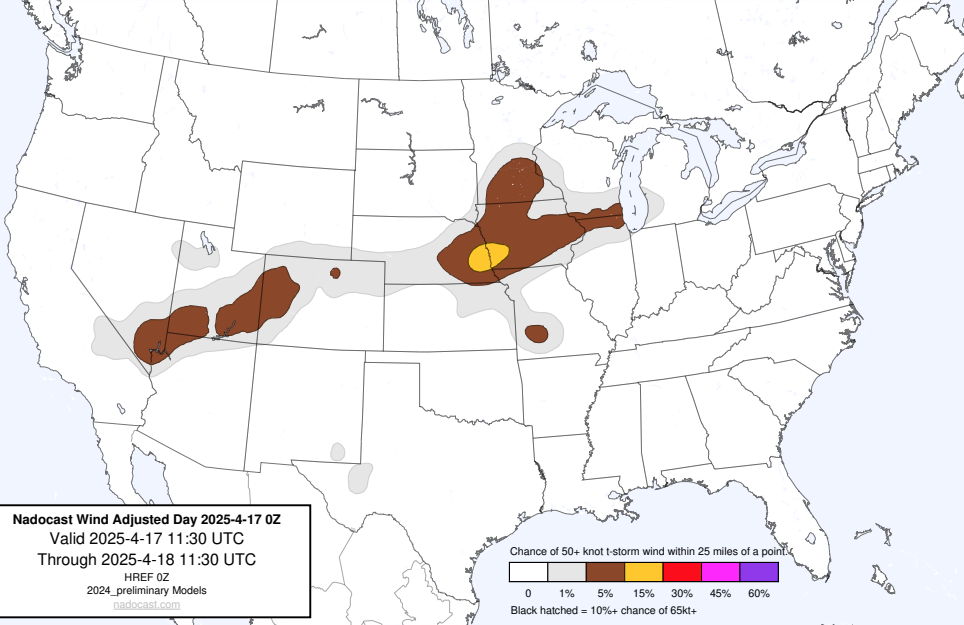 Nadocast Wind Adjusted Day 2025-4-17 0Z
Valid 2025-4-17 11:30 UTC
Through 2025-4-18 11:30 UTC
HREF 0Z
2024_preliminary Models
nadocast.com
Chance of 50+ knot t-storm wind within 25 miles of a point.
0 1% 5% 15% 30% 45% 60%
Black hatched = 10%+ chance of 65kt+